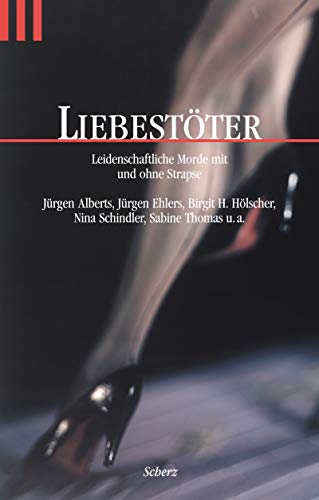 LIEBESTÖTER
Leidenschaftliche Morde mit
und ohne Strapse
Jürgen Alberts, Jürgen Ehlers, Birgit H. Hölscher,
Nina Schindler, Sabine Thomas u. a.
Scherz